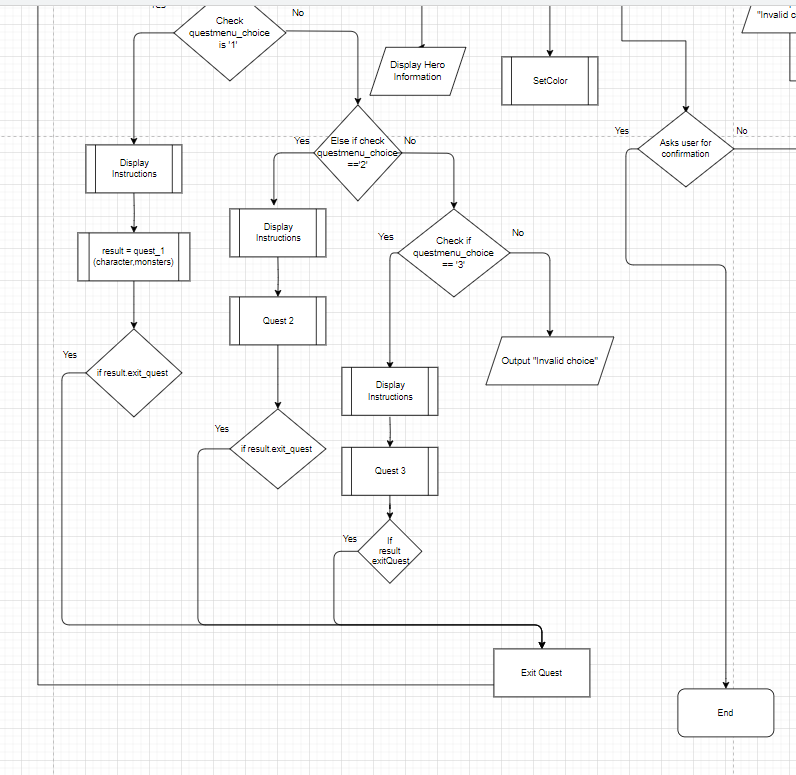 Yes
No
Check
questmenu_choice
is '1'
"Invalid c
Display Hero
Information
SetColor
Yes
Else if check
questmenu_choice
=='2'
No
Yes
Asks user for
confirmation
No
Display
Instructions
Display
Instructions
Yes
Check if
questmenu_choice
== '3'
No
result = quest_1
(character,monsters)
Quest 2
Yes
if result.exit_quest
Output "Invalid choice"
Display
Instructions
Yes
if result.exit_quest
Quest 3
Yes
If
result
exitQuest
Exit Quest
End